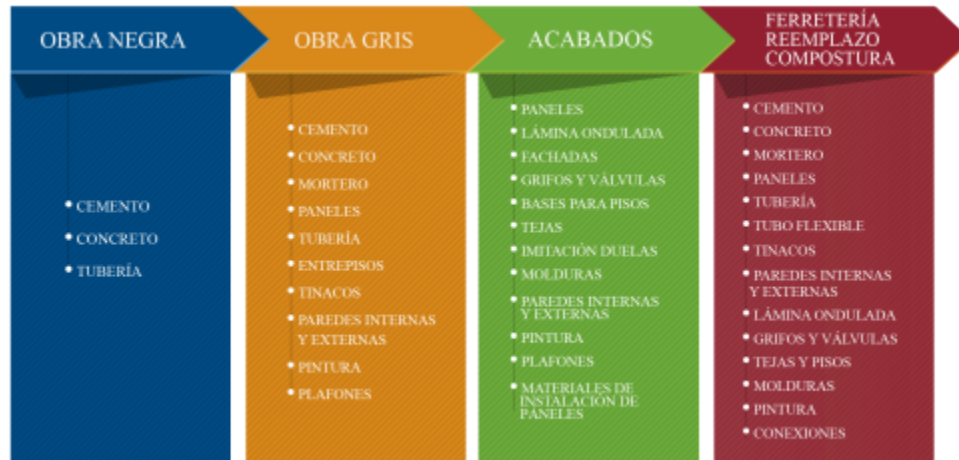 OBRA NEGRA
• CEMENTO
• CONCRETO
• TUBERÍA
OBRA GRIS
• CEMENTO
• CONCRETO
• MORTERO
• PANELES
• TUBERÍA
• ENTREPISOS
• TINACOS
• PAREDES INTERNAS
Y EXTERNAS
• PINTURA
• PLAFONES
ACABADOS
• PANELES
• LÁMINA ONDULADA
• FACHADAS
• GRIFOS Y VÁLVULAS
• BASES PARA PISOS
• TEJAS
• IMITACIÓN DUELAS
• MOLDURAS
• PAREDES INTERNAS
Y EXTERNAS
• PINTURA
• PLAFONES
• MATERIALES DE
INSTALACIÓN DE
PÁNELES
FERRETERÍA
REEMPLAZO
COMPOSTURA
• CEMENTO
• CONCRETO
• MORTERO
• PANELES
• TUBERÍA
• TUBO FLEXIBLE
• TINACOS
• PAREDES INTERNAS
Y EXTERNAS
• LÁMINA ONDULADA
• GRIFOS Y VÁLVULAS
• TEJAS Y PISOS
• MOLDURAS
• PINTURA
• CONEXIONES